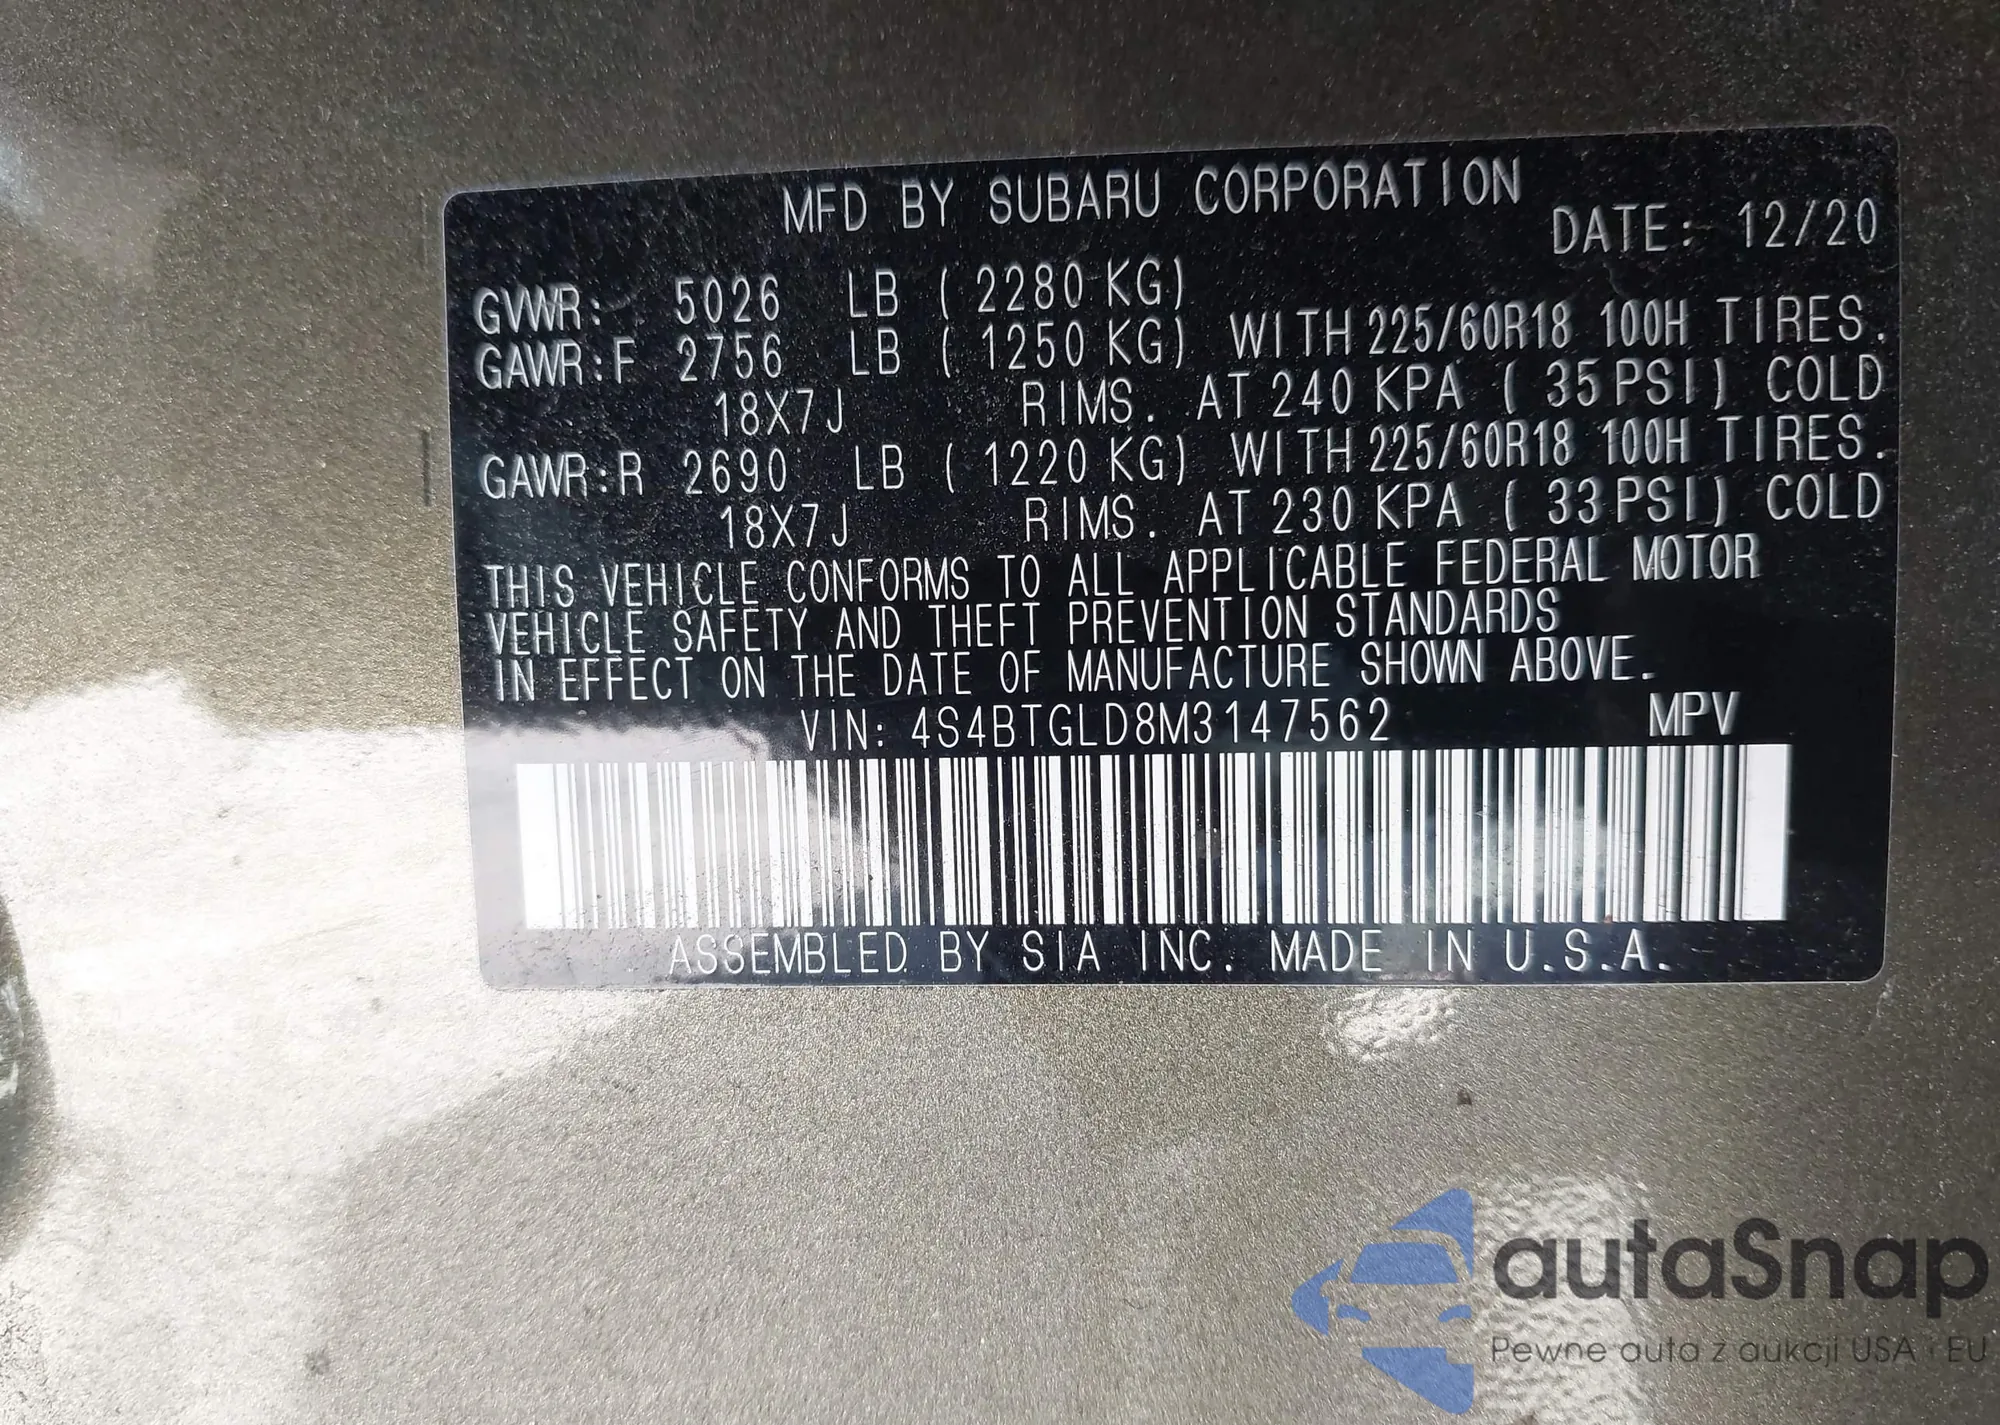 MFD BY SUBARU CORPORATION
DATE: 12/20
GVWR: 5026 LB ( 2280 KG)
GAWR:F 2756 LB ( 1250 KG) WITH 225/60R18 100H TIRES.
18X7J RIMS. AT 240 KPA ( 35 PSI) COLD
GAWR:R 2690 LB ( 1220 KG) WITH 225/60R18 100H TIRES.
18X7J RIMS. AT 230 KPA ( 33 PSI) COLD
THIS VEHICLE CONFORMS TO ALL APPLICABLE FEDERAL MOTOR
VEHICLE SAFETY AND THEFT PREVENTION STANDARDS
IN EFFECT ON THE DATE OF MANUFACTURE SHOWN ABOVE.
VIN: 4S4BTGLD8M3147562 MPV
ASSEMBLED BY SIA INC. MADE IN U.S.A.
autaSnap
Pewne auta z aukcji USA i EU